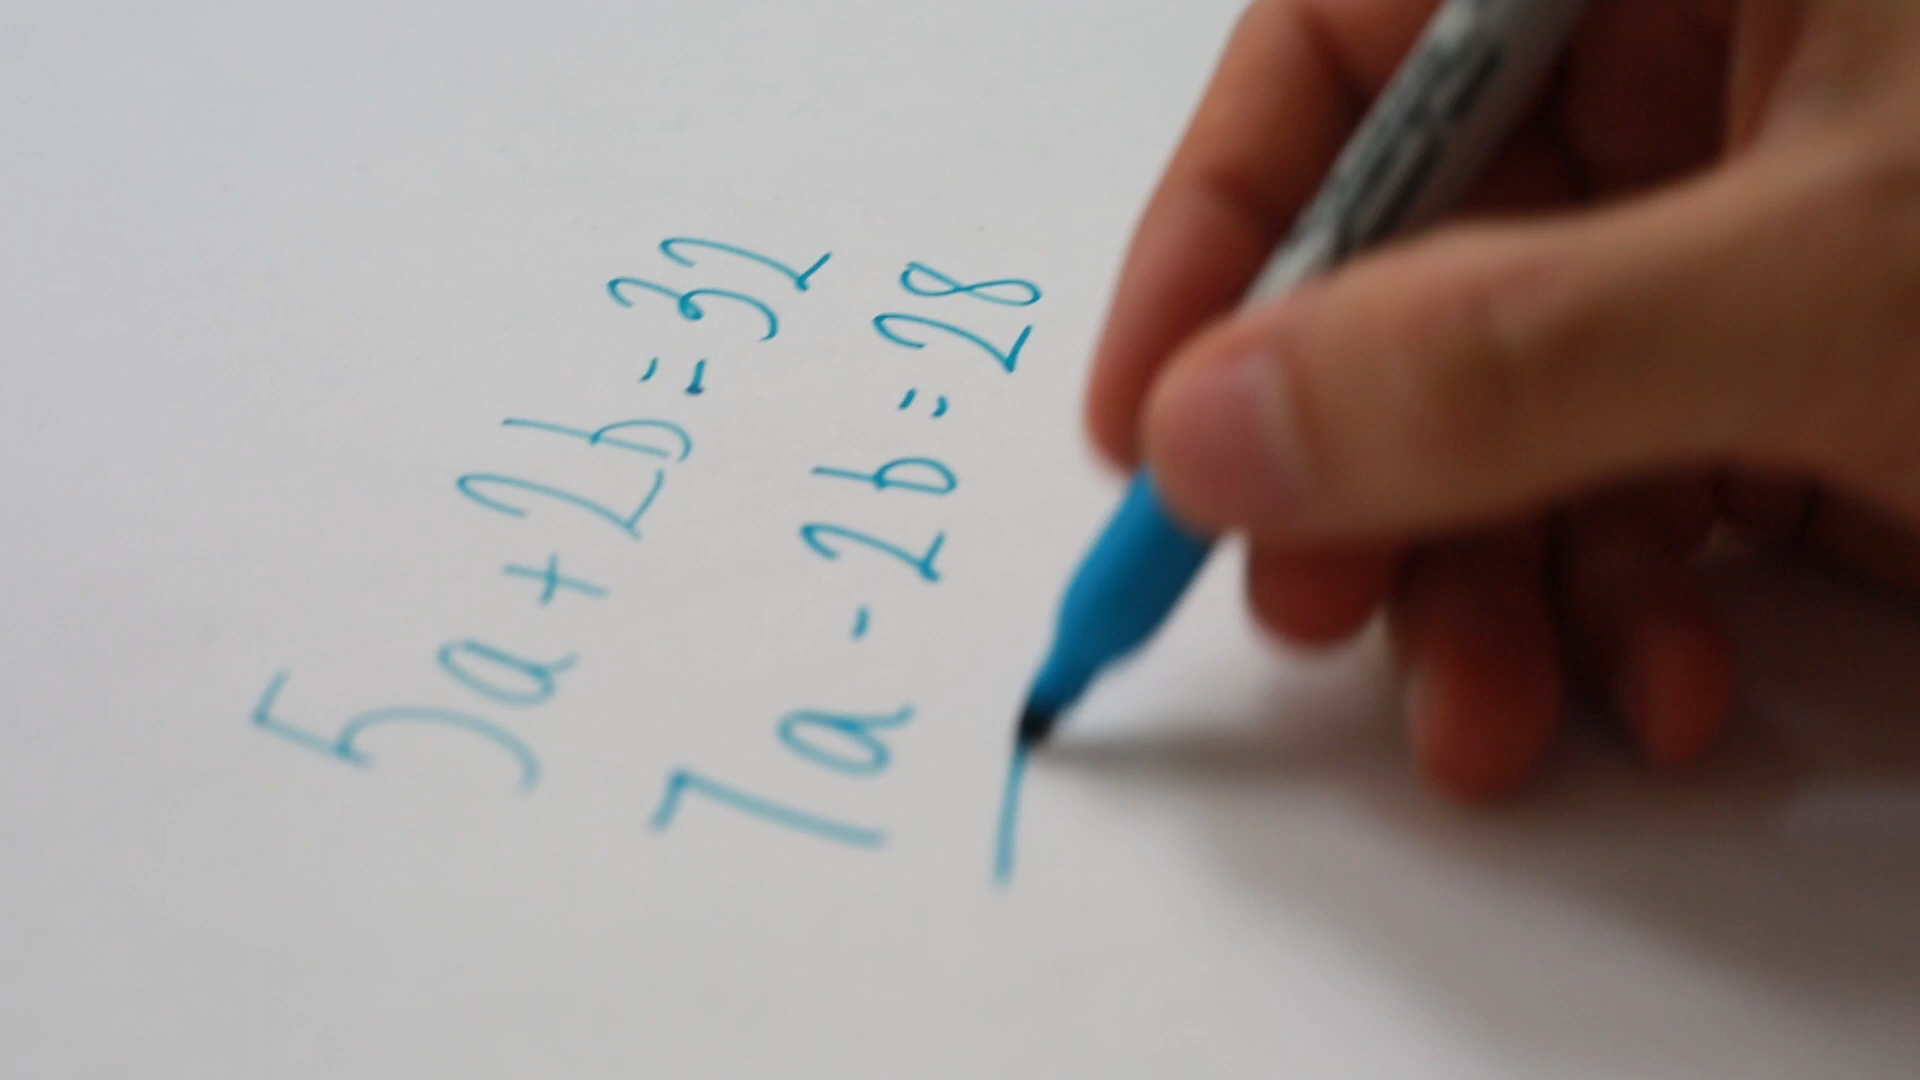 5a + 2b = 32
7a - 2b = 28